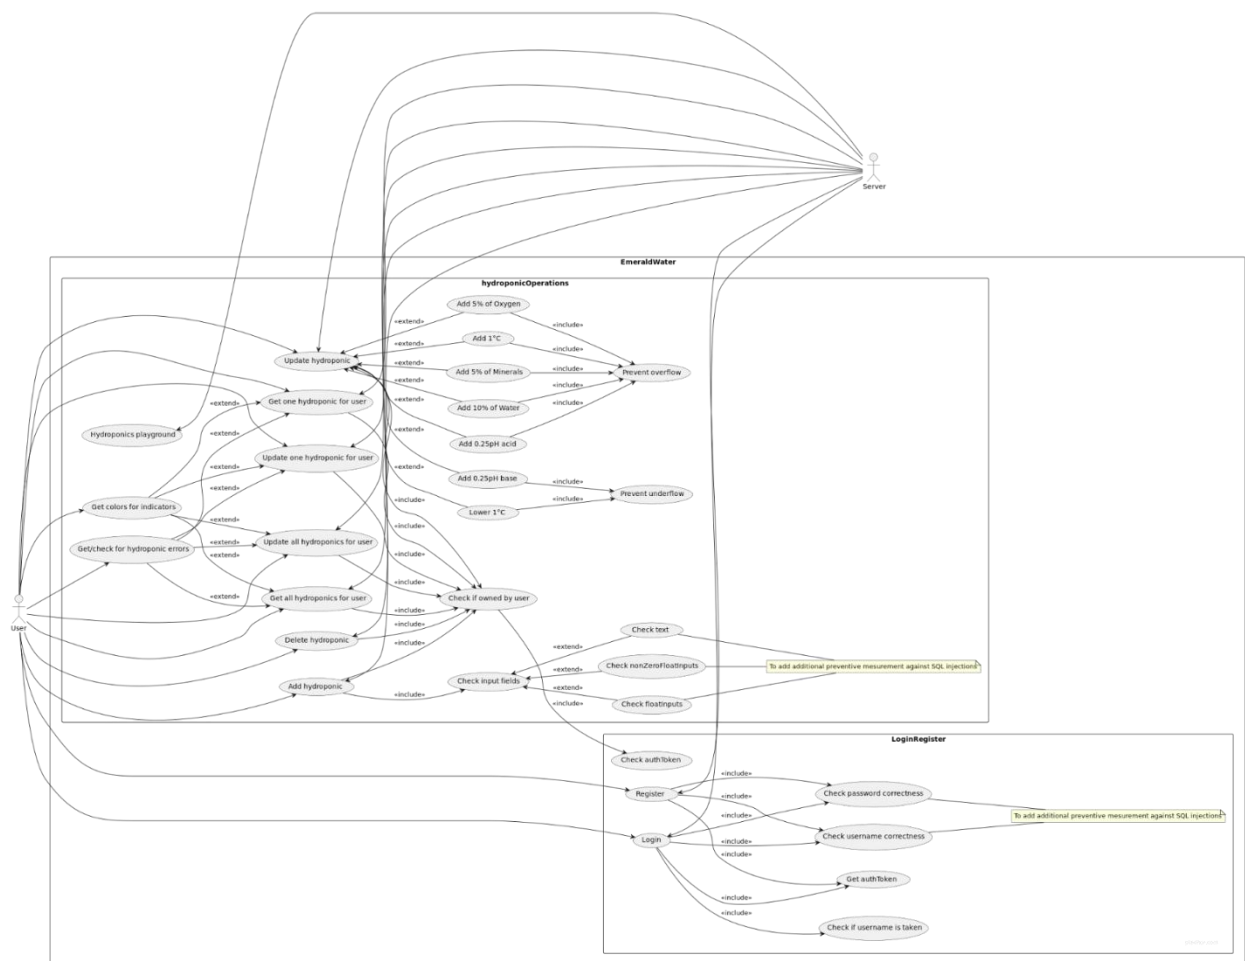 Server
EmeraldWater
hydroponicOperations
Add 5% of Oxygen
«extend»
«include»
Add 1°C
«extend»
«include»
Update hydroponic
Add 5% of Minerals
«extend»
«include»
Prevent overflow
«extend»
«include»
Get one hydroponic for user
Add 10% of Water
«extend»
«include»
«extend»
Hydroponics playground
«extend»
Add 0.25pH acid
Update one hydroponic for user
«extend»
«extend»
Add 0.25pH base
«include»
Prevent underflow
«include»
Get colors for indicators
«include»
Lower 1°C
«extend»
«include»
Get/check for hydroponic errors
«extend»
Update all hydroponics for user
«extend»
«include»
«include»
User
«extend»
Get all hydroponics for user
Check if owned by user
«include»
Delete hydroponic
«include»
«include»
Check text
«extend»
Check nonZeroFloatInputs
To add additional preventive mesurement against SQL injections
«extend»
Add hydroponic
«include»
Check input fields
«extend»
Check floatInputs
«include»
LoginRegister
Check authToken
«include»
Register
Check password correctness
«include»
To add additional preventive mesurement against SQL injections
«include»
Login
Check username correctness
«include»
«include»
Get authToken
«include»
«include»
Check if username is taken